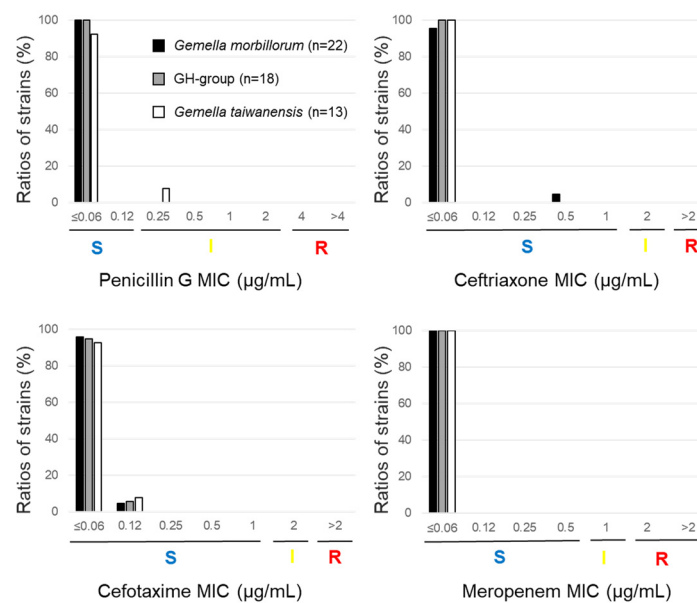 Ratios of strains (%)
100
80
60
40
20
0
Gemella morbillorum (n=22)
GH-group (n=18)
Gemella taiwanensis (n=13)
≤0.06 0.12 0.25 0.5 1 2 4 >4
S I R
Penicillin G MIC (µg/mL)
Ratios of strains (%)
100
80
60
40
20
0
≤0.06 0.12 0.25 0.5 1 2 >2
S I R
Ceftriaxone MIC (µg/mL)
Ratios of strains (%)
100
80
60
40
20
0
≤0.06 0.12 0.25 0.5 1 2 >2
S I R
Cefotaxime MIC (µg/mL)
Ratios of strains (%)
100
80
60
40
20
0
≤0.06 0.12 0.25 0.5 1 2 >2
S I R
Meropenem MIC (µg/mL)